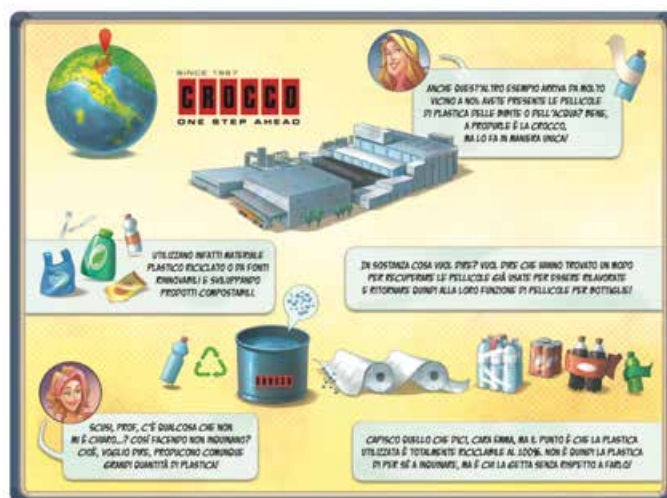 SINCE 1967
CROCCO
ONE STEP AHEAD
ANCHE QUEST'ALTRO ESEMPIO ARRIVA DA MOLTO
VICINO A NOI: AVETE PRESENTE LE PELLICOLE
DI PLASTICA DELLE BIBITE O DELL'ACQUA? BENE,
A PRODURLE È LA CROCCO,
MA LO FA IN MANIERA UNICA!
UTILIZZANO INFATTI MATERIALE
PLASTICO RICICLATO O DA FONTI
RINNOVABILI E SVILUPPANDO
PRODOTTI COMPOSTABILI.
IN SOSTANZA COSA VUOL DIRE? VUOL DIRE CHE HANNO TROVATO UN MODO
PER RECUPERARE LE PELLICOLE GIÀ USATE PER ESSERE RILAVORATE
E RITORNARE QUINDI ALLA LORO FUNZIONE DI PELLICOLE PER BOTTIGLIE!
CROCCO
SCUSI, PROF, C'È QUALCOSA CHE NON
MI È CHIARO...? COSÌ FACENDO NON INQUINANO?
CIOÈ, VOGLIO DIRE, PRODUCONO COMUNQUE
GRANDI QUANTITÀ DI PLASTICA!
CAPISCO QUELLO CHE DICI, CARA EMMA, MA IL PUNTO È CHE LA PLASTICA
UTILIZZATA È TOTALMENTE RICICLABILE AL 100%. NON È QUINDI LA PLASTICA
DI PER SÉ A INQUINARE, MA È CHI LA GETTA SENZA RISPETTO A FARLO!